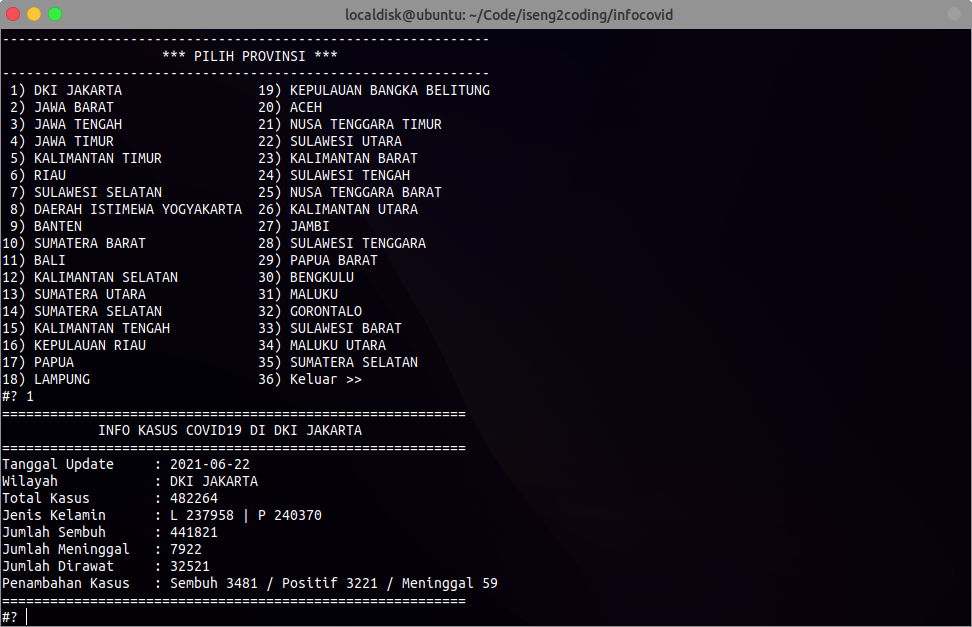 localdisk@ubuntu: ~/Code/iseng2coding/infocovid
-------------------------------------------------------------
                    *** PILIH PROVINSI ***
-------------------------------------------------------------
 1) DKI JAKARTA                 19) KEPULAUAN BANGKA BELITUNG
 2) JAWA BARAT                  20) ACEH
 3) JAWA TENGAH                 21) NUSA TENGGARA TIMUR
 4) JAWA TIMUR                  22) SULAWESI UTARA
 5) KALIMANTAN TIMUR            23) KALIMANTAN BARAT
 6) RIAU                        24) SULAWESI TENGAH
 7) SULAWESI SELATAN            25) NUSA TENGGARA BARAT
 8) DAERAH ISTIMEWA YOGYAKARTA  26) KALIMANTAN UTARA
 9) BANTEN                      27) JAMBI
10) SUMATERA BARAT              28) SULAWESI TENGGARA
11) BALI                        29) PAPUA BARAT
12) KALIMANTAN SELATAN          30) BENGKULU
13) SUMATERA UTARA              31) MALUKU
14) SUMATERA SELATAN            32) GORONTALO
15) KALIMANTAN TENGAH           33) SULAWESI BARAT
16) KEPULAUAN RIAU              34) MALUKU UTARA
17) PAPUA                       35) SUMATERA SELATAN
18) LAMPUNG                     36) Keluar >>
#? 1
==========================================================
            INFO KASUS COVID19 DI DKI JAKARTA
==========================================================
Tanggal Update     : 2021-06-22
Wilayah            : DKI JAKARTA
Total Kasus        : 482264
Jenis Kelamin      : L 237958 | P 240370
Jumlah Sembuh      : 441821
Jumlah Meninggal   : 7922
Jumlah Dirawat     : 32521
Penambahan Kasus   : Sembuh 3481 / Positif 3221 / Meninggal 59
==========================================================
#?